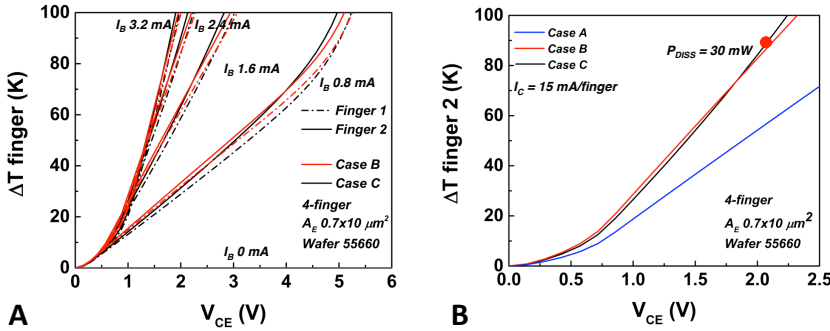 100
80
60
40
20
0
ΔT finger (K)
I_B 3.2 mA
I_B 2.4 mA
I_B 1.6 mA
I_B 0.8 mA
Finger 1
Finger 2
Case B
Case C
4-finger
A_E 0.7x10 μm²
Wafer 55660
I_B 0 mA
0 1 2 3 4 5 6
V_CE (V)
A
100
80
60
40
20
0
ΔT finger 2 (K)
Case A
Case B
Case C
P_DISS = 30 mW
I_C = 15 mA/finger
4-finger
A_E 0.7x10 μm²
Wafer 55660
0.0 0.5 1.0 1.5 2.0 2.5
V_CE (V)
B